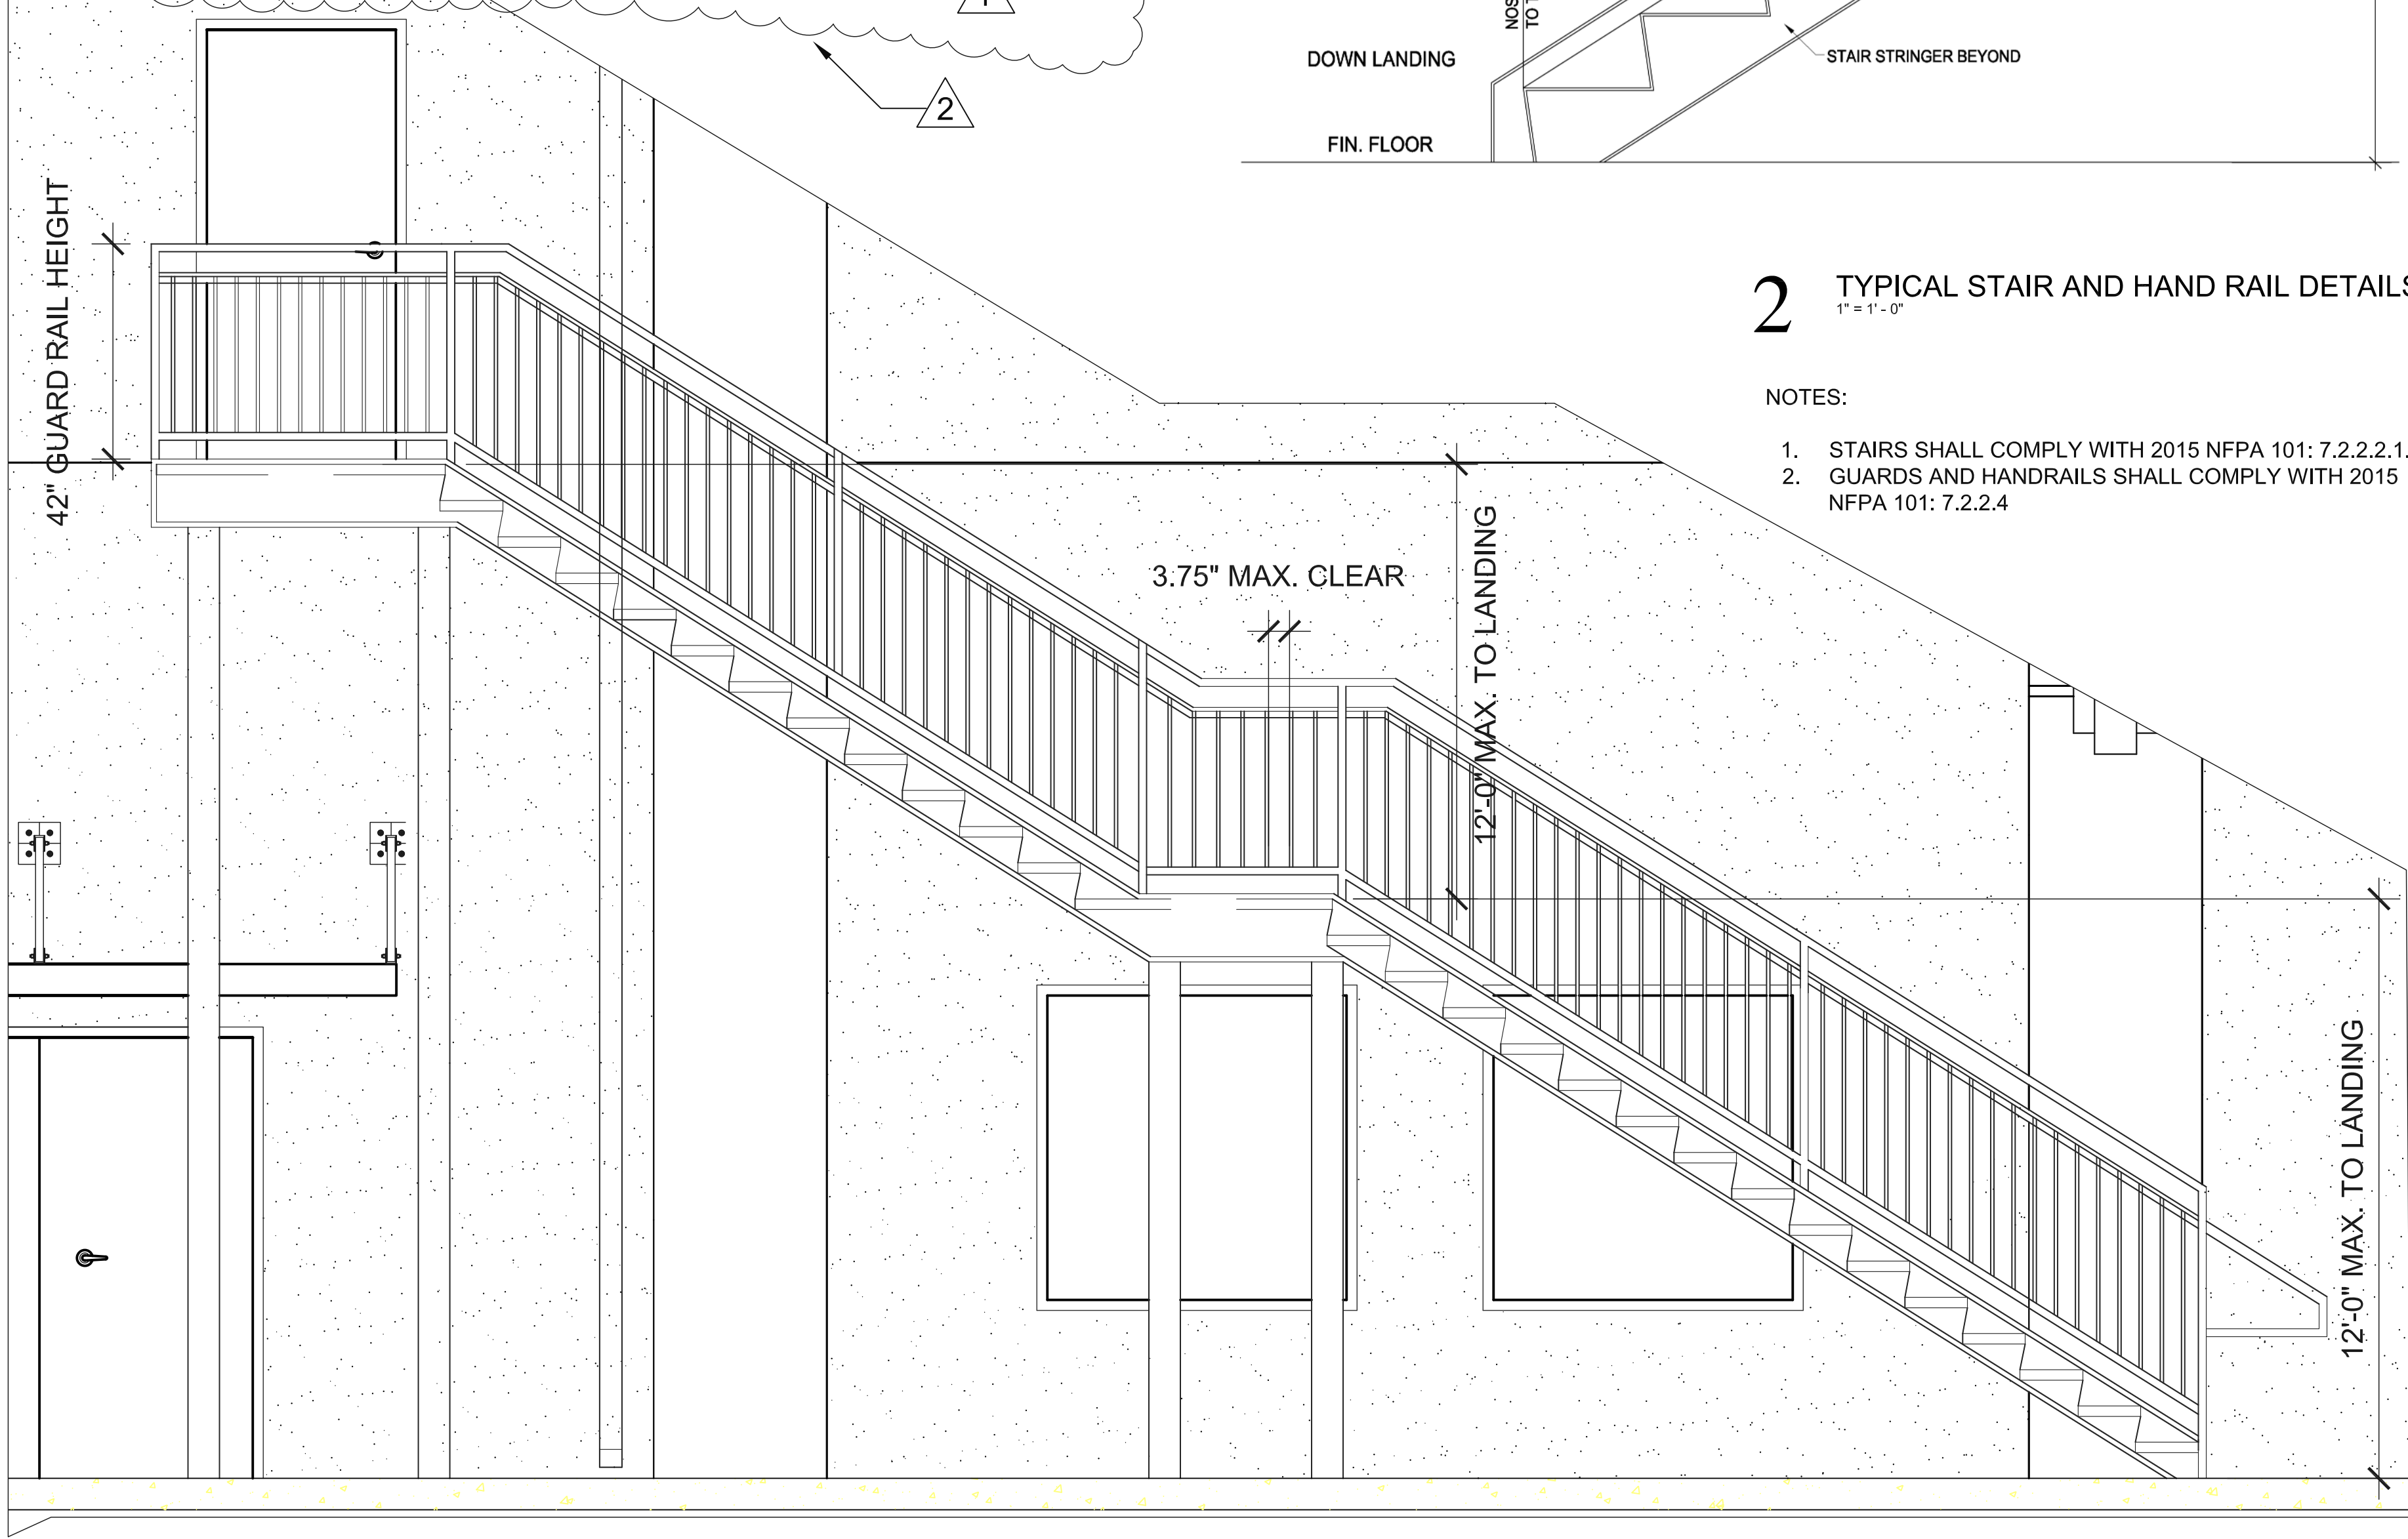 2
DOWN LANDING
FIN. FLOOR
STAIR STRINGER BEYOND
TO
2 TYPICAL STAIR AND HAND RAIL DETAILS
1" = 1' - 0"
NOTES:
1. STAIRS SHALL COMPLY WITH 2015 NFPA 101: 7.2.2.2.1.
2. GUARDS AND HANDRAILS SHALL COMPLY WITH 2015
NFPA 101: 7.2.2.4
42" GUARD RAIL HEIGHT
3.75" MAX. CLEAR
12'-0" MAX. TO LANDING
12'-0" MAX. TO LANDING